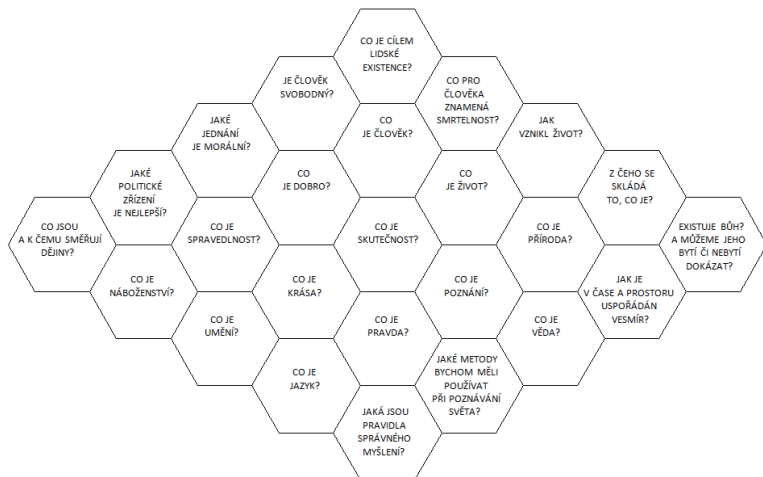 CO JE CÍLEM
LIDSKÉ
EXISTENCE?
JE ČLOVĚK
SVOBODNÝ?
CO PRO
ČLOVĚKA
ZNAMENÁ
SMRTELNOST?
JAKÉ
JEDNÁNÍ
JE MORÁLNÍ?
CO
JE ČLOVĚK?
JAK
VZNIKL ŽIVOT?
JAKÉ
POLITICKÉ
ZŘÍZENÍ
JE NEJLEPŠÍ?
CO
JE DOBRO?
CO
JE ŽIVOT?
Z ČEHO SE
SKLÁDÁ
TO, CO JE?
CO JSOU
A K ČEMU SMĚŘUJÍ
DĚJINY?
CO JE
SPRAVEDLNOST?
CO JE
SKUTEČNOST?
CO JE
PŘÍRODA?
EXISTUJE BŮH?
A MŮŽEME JEHO
BYTÍ ČI NEBYTÍ
DOKÁZAT?
CO JE
NÁBOŽENSTVÍ?
CO JE
KRÁSA?
CO JE
POZNÁNÍ?
JAK JE
V ČASE A PROSTORU
USPOŘÁDÁN
VESMÍR?
CO JE
UMĚNÍ?
CO JE
PRAVDA?
CO JE
VĚDA?
CO JE
JAZYK?
JAKÉ METODY
BYCHOM MĚLI
POUŽÍVAT
PŘI POZNÁVÁNÍ
SVĚTA?
JAKÁ JSOU
PRAVIDLA
SPRÁVNÉHO
MYŠLENÍ?